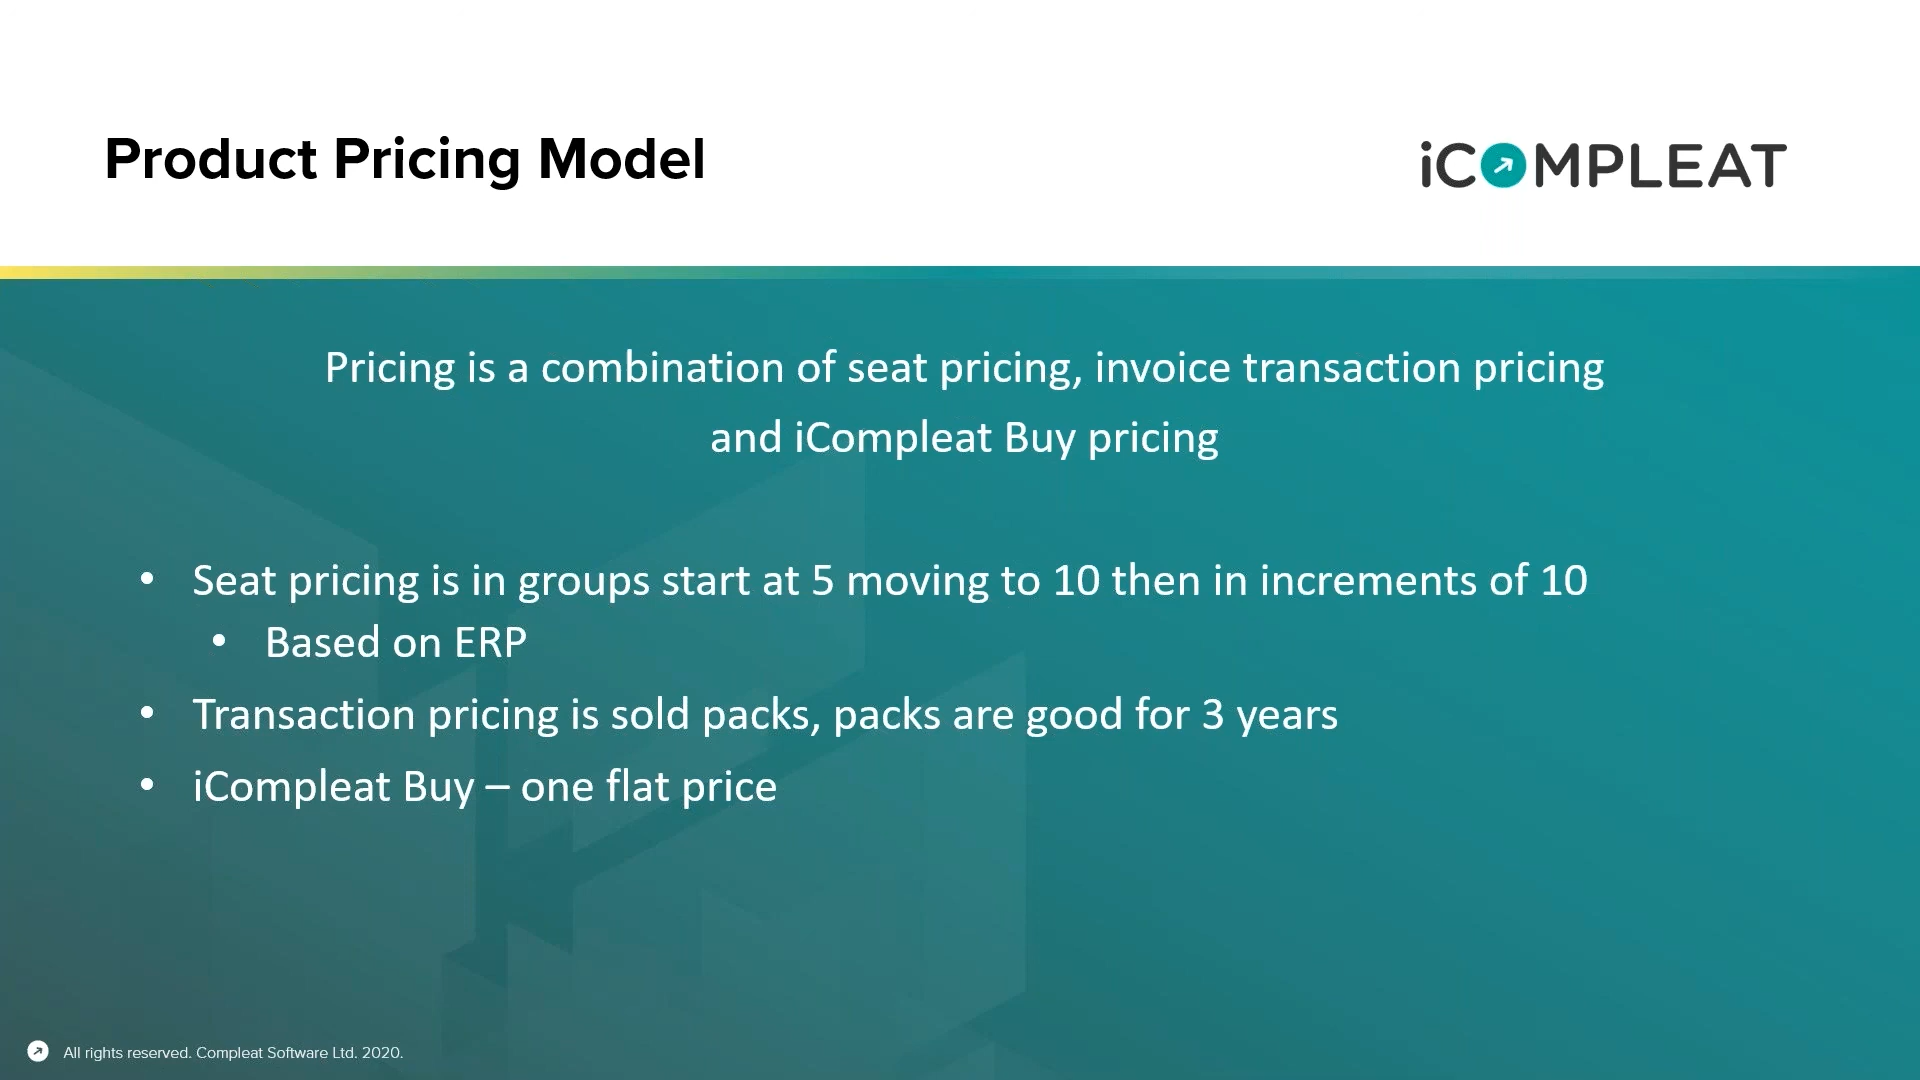 Product Pricing Model
iCOMPLEAT
Pricing is a combination of seat pricing, invoice transaction pricing
and iCompleat Buy pricing
• Seat pricing is in groups start at 5 moving to 10 then in increments of 10
• Based on ERP
• Transaction pricing is sold packs, packs are good for 3 years
• iCompleat Buy – one flat price
All rights reserved. Compleat Software Ltd. 2020.